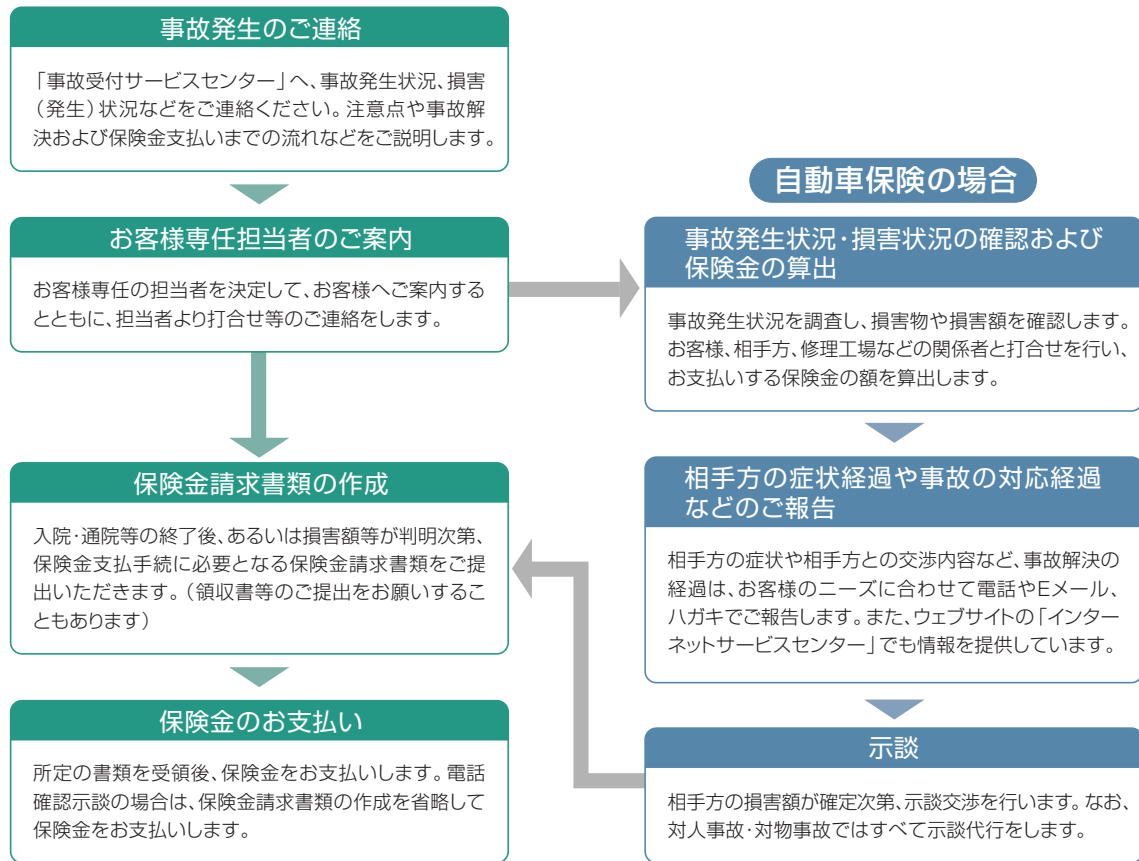 事故発生のご連絡
「事故受付サービスセンター」へ、事故発生状況、損害
（発生）状況などをご連絡ください。注意点や事故解
決および保険金支払いまでの流れなどをご説明します。
お客様専任担当者のご案内
お客様専任の担当者を決定して、お客様へご案内する
とともに、担当者より打合せ等のご連絡をします。
保険金請求書類の作成
入院・通院等の終了後、あるいは損害額等が判明次第、
保険金支払手続に必要となる保険金請求書類をご提
出いただきます。（領収書等のご提出をお願いするこ
ともあります）
保険金のお支払い
所定の書類を受領後、保険金をお支払いします。電話
確認示談の場合は、保険金請求書類の作成を省略して
保険金をお支払いします。
自動車保険の場合
事故発生状況・損害状況の確認および
保険金の算出
事故発生状況を調査し、損害物や損害額を確認します。
お客様、相手方、修理工場などの関係者と打合せを行い、
お支払いする保険金の額を算出します。
相手方の症状経過や事故の対応経過
などのご報告
相手方の症状や相手方との交渉内容など、事故解決の
経過は、お客様のニーズに合わせて電話やEメール、
ハガキでご報告します。また、ウェブサイトの「インター
ネットサービスセンター」でも情報を提供しています。
示談
相手方の損害額が確定次第、示談交渉を行います。なお、
対人事故・対物事故ではすべて示談代行をします。